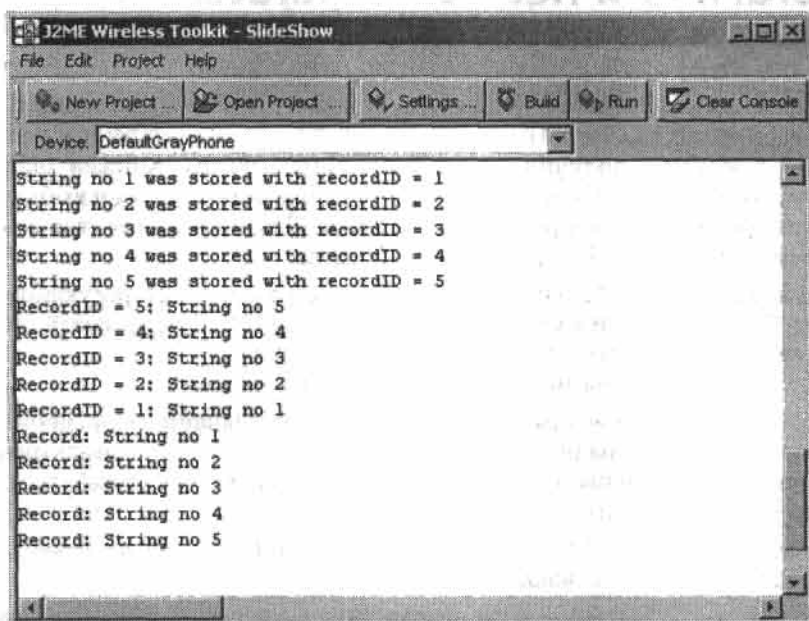 J2ME Wireless Toolkit - SlideShow
File Edit Project Help
New Project ... Open Project ... Settings ... Build Run Clear Console
Device: DefaultGrayPhone
String no 1 was stored with recordID = 1
String no 2 was stored with recordID = 2
String no 3 was stored with recordID = 3
String no 4 was stored with recordID = 4
String no 5 was stored with recordID = 5
RecordID = 5: String no 5
RecordID = 4: String no 4
RecordID = 3: String no 3
RecordID = 2: String no 2
RecordID = 1: String no 1
Record: String no 1
Record: String no 2
Record: String no 3
Record: String no 4
Record: String no 5